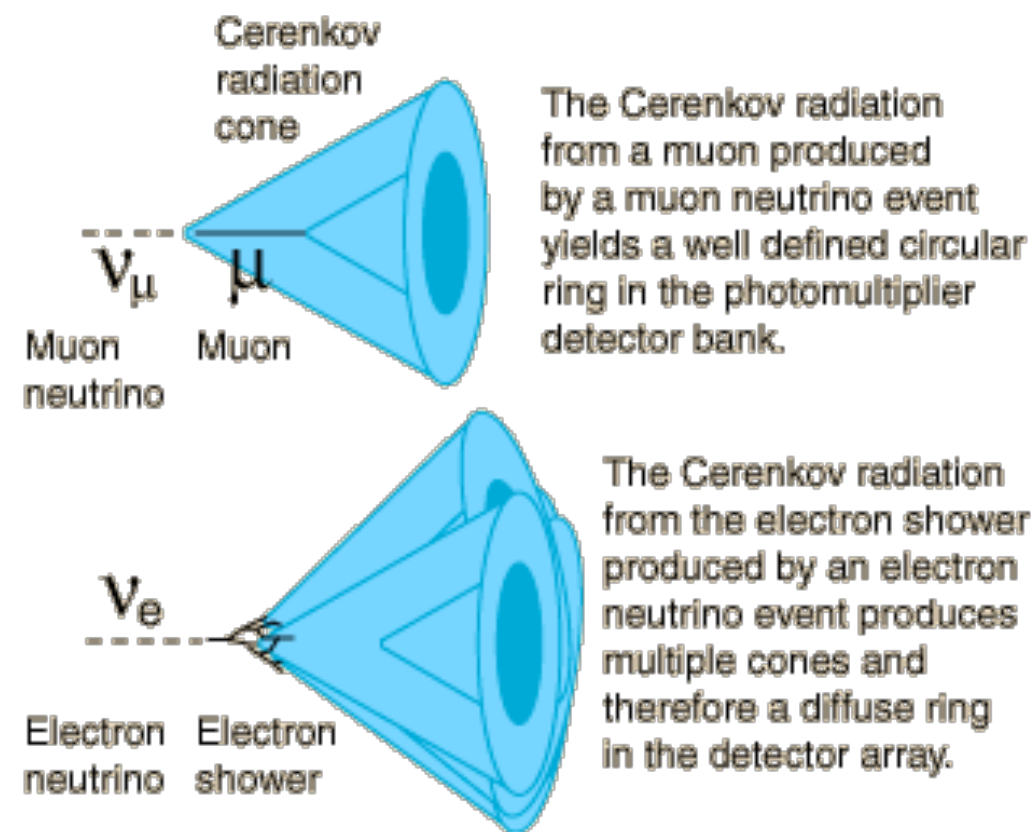 Cerenkov
radiation
cone
The Cerenkov radiation
from a muon produced
by a muon neutrino event
yields a well defined circular
ring in the photomultiplier
detector bank.
νμ
μ
Muon
neutrino
Muon
The Cerenkov radiation
from the electron shower
produced by an electron
neutrino event produces
multiple cones and
therefore a diffuse ring
in the detector array.
νe
Electron
neutrino
Electron
shower